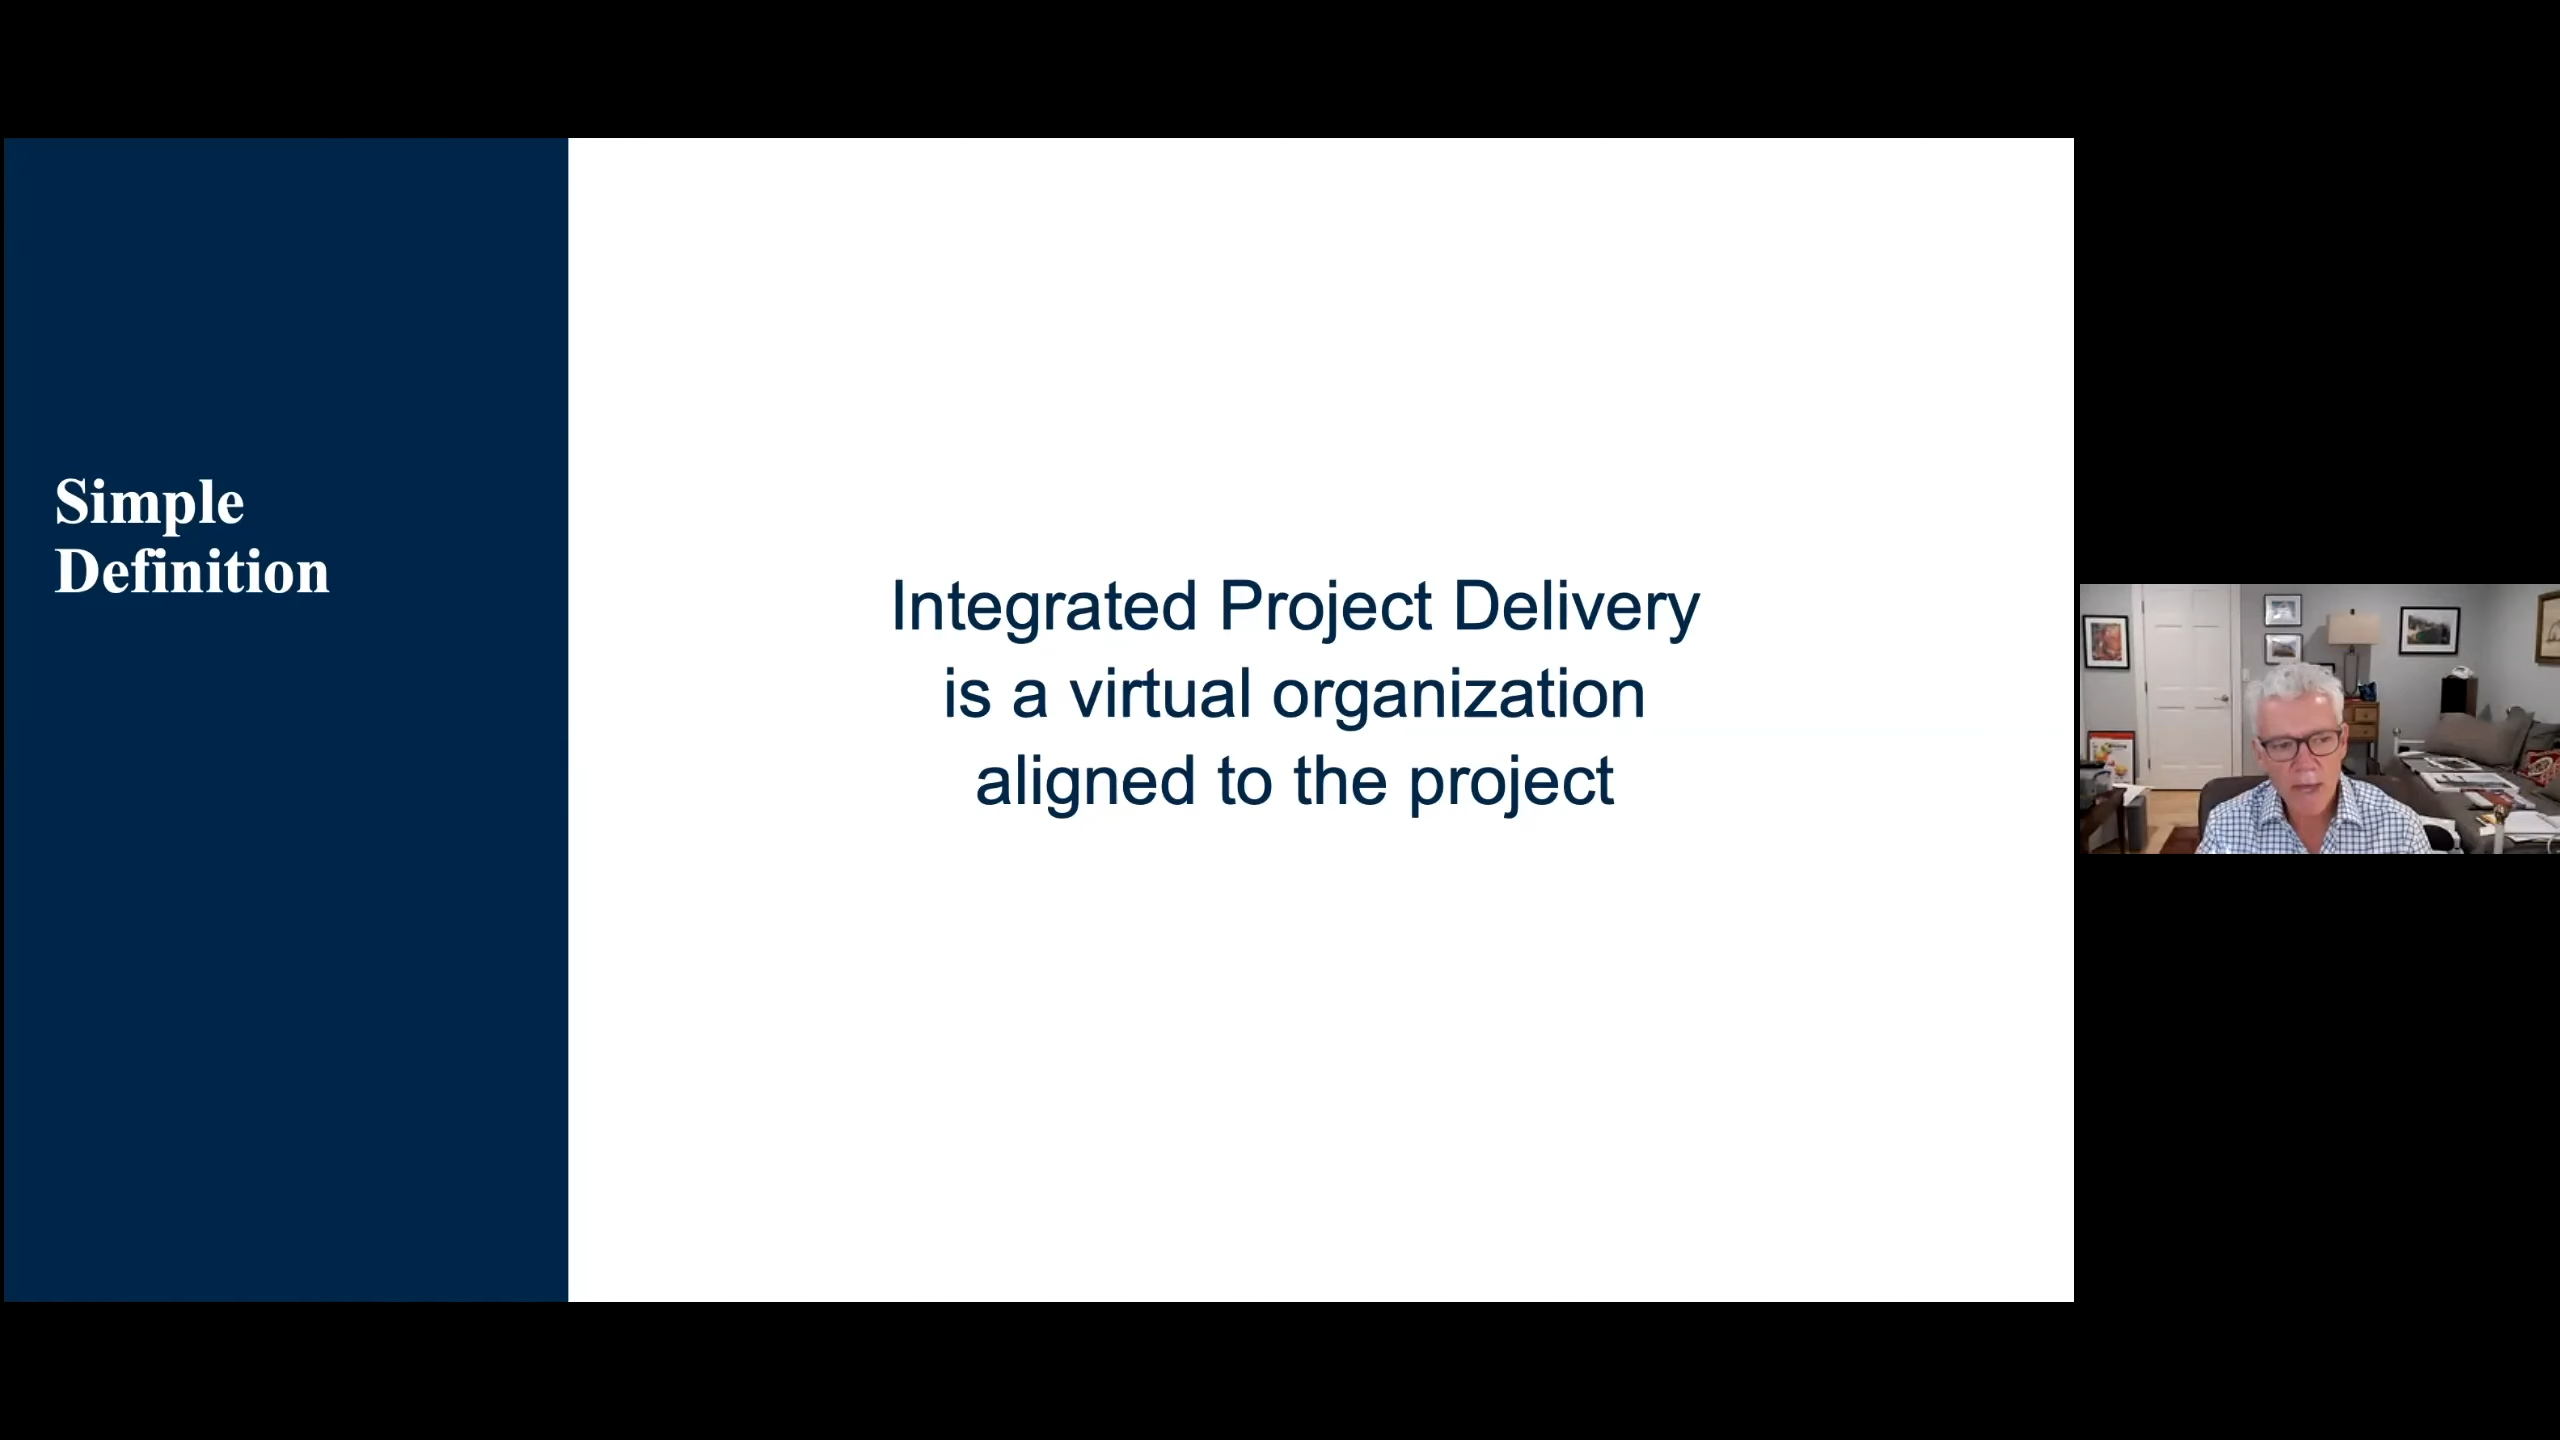 Simple
Definition
Integrated Project Delivery
is a virtual organization
aligned to the project